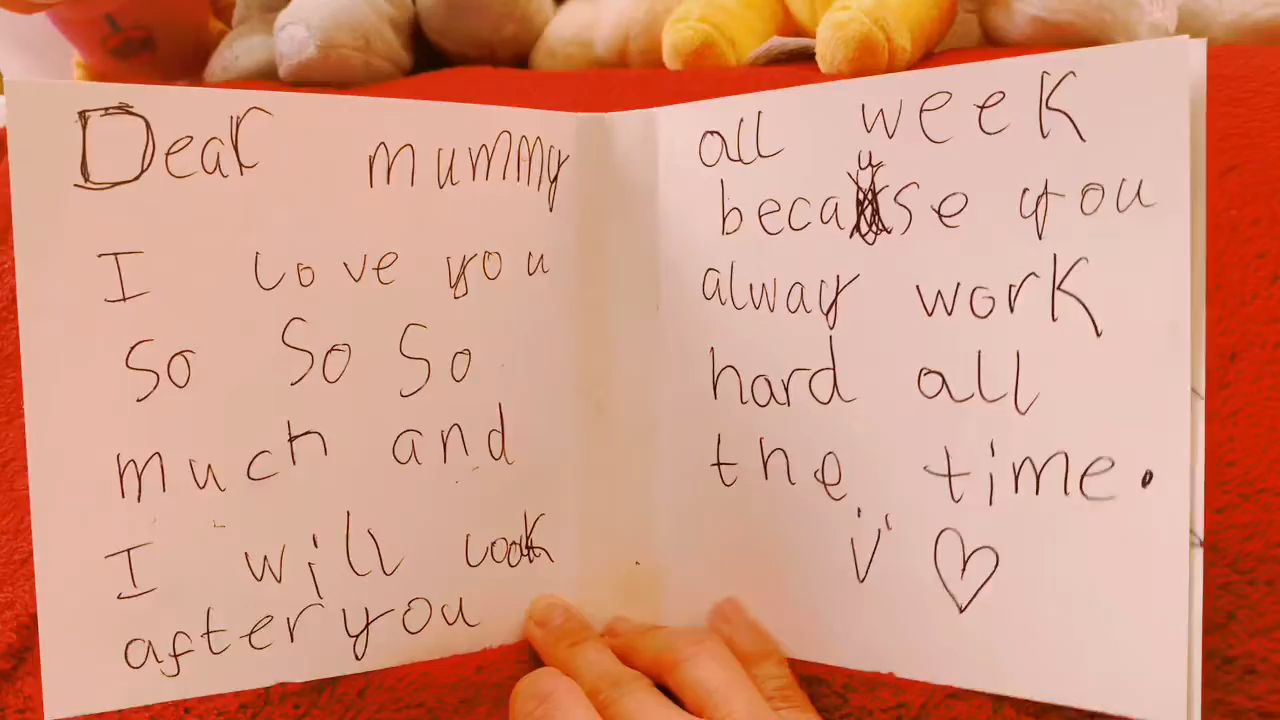 Dear mummy
I love you
so so so
much and
I will look
after you
all week
because you
alway work
hard all
the time.